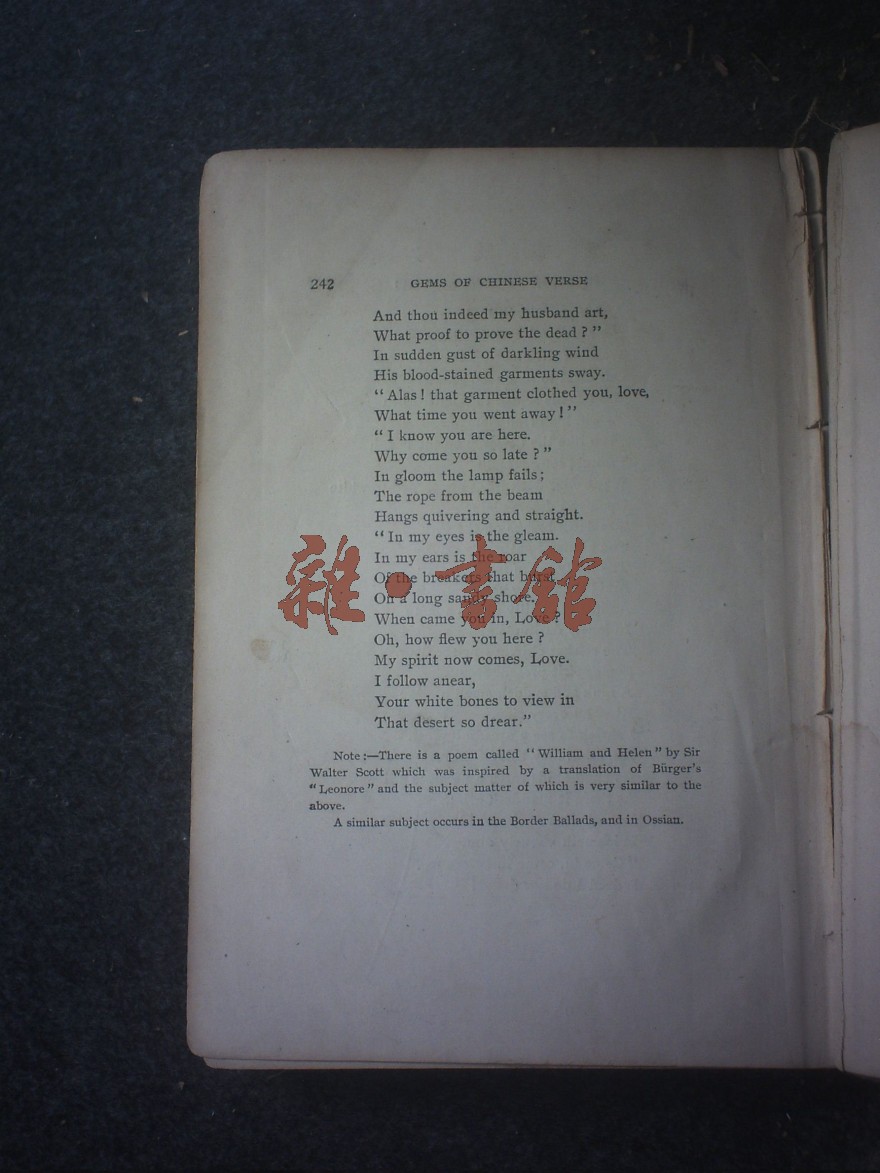 242 GEMS OF CHINESE VERSE
And thou indeed my husband art,
What proof to prove the dead ? ”
In sudden gust of darkling wind
His blood-stained garments sway.
“ Alas ! that garment clothed you, love,
What time you went away ! ”
“ I know you are here.
Why come you so late ? ”
In gloom the lamp fails ;
The rope from the beam
Hangs quivering and straight.
“ In my eyes is the gleam.
In my ears is the roar
Of the breakers that burst
On a long sandy shore.
When came you in, Love ?
Oh, how flew you here ?
My spirit now comes, Love.
I follow anear,
Your white bones to view in
That desert so drear.”
Note :—There is a poem called “ William and Helen ” by Sir
Walter Scott which was inspired by a translation of Bürger’s
“ Leonore ” and the subject matter of which is very similar to the
above.
A similar subject occurs in the Border Ballads, and in Ossian.
雜·書館